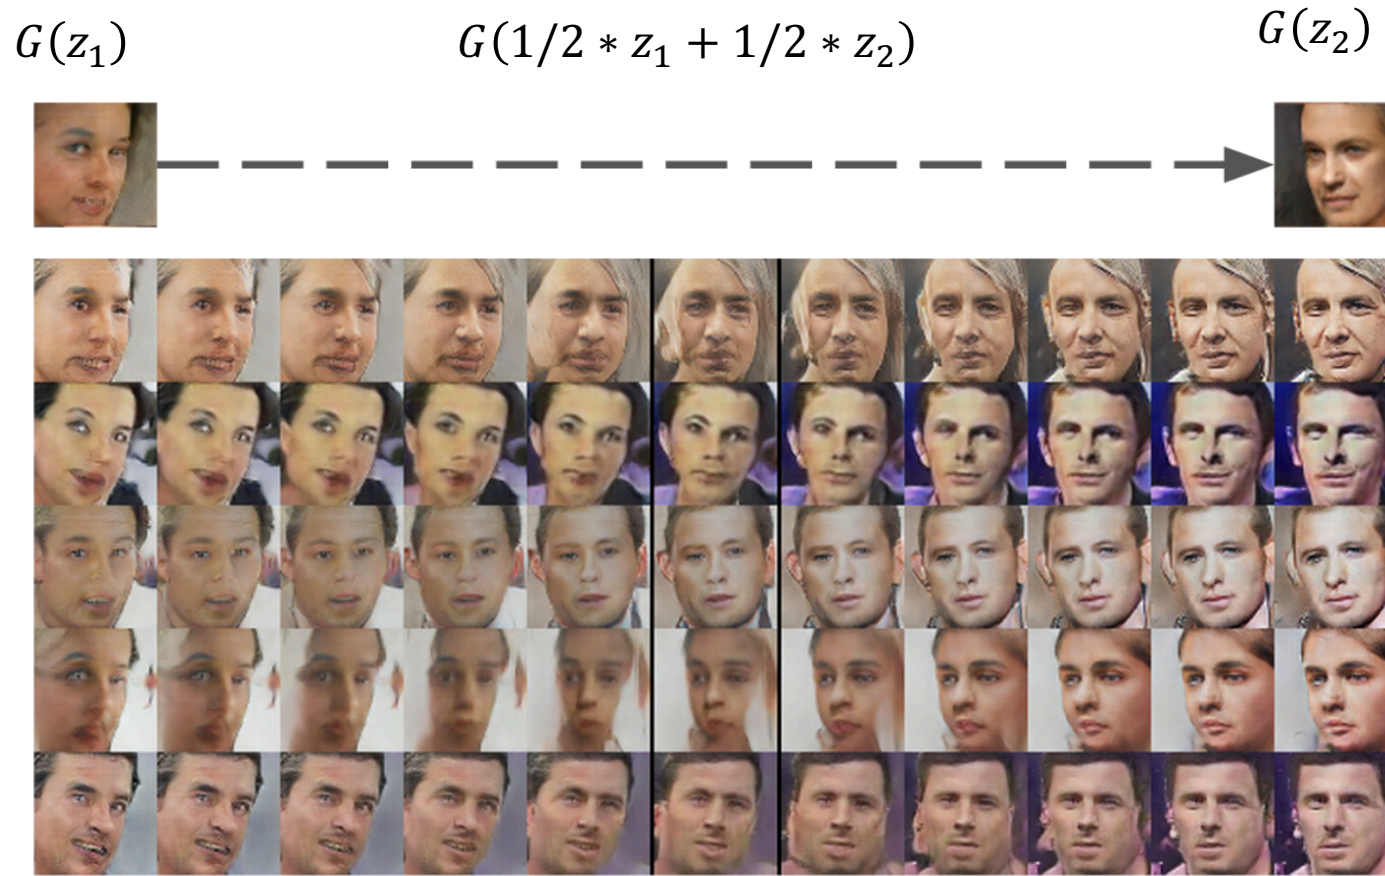 G(z₁)
G(1/2 ∗ z₁ + 1/2 ∗ z₂)
G(z₂)